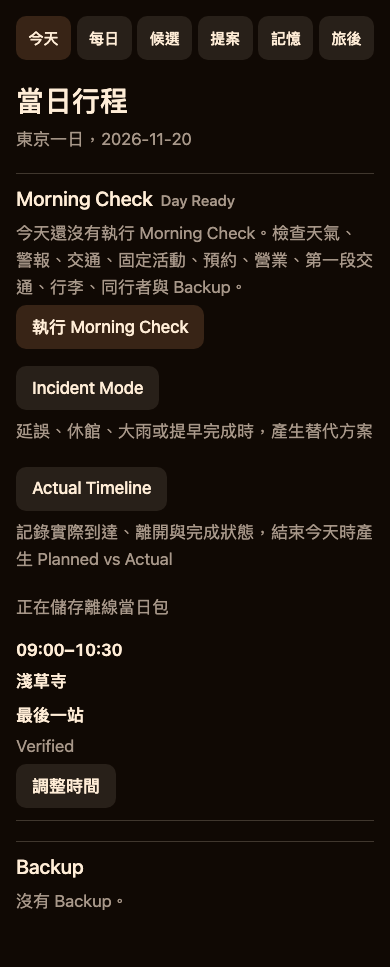 今天 每日 候選 提案 記憶 旅後
當日行程
東京一日，2026-11-20
Morning Check Day Ready
今天還沒有執行 Morning Check。檢查天氣、
警報、交通、固定活動、預約、營業、第一段交
通、行李、同行者與 Backup。
執行 Morning Check
Incident Mode
延誤、休館、大雨或提早完成時，產生替代方案
Actual Timeline
記錄實際到達、離開與完成狀態，結束今天時產
生 Planned vs Actual
正在儲存離線當日包
09:00–10:30
淺草寺
最後一站
Verified
調整時間
Backup
沒有 Backup。